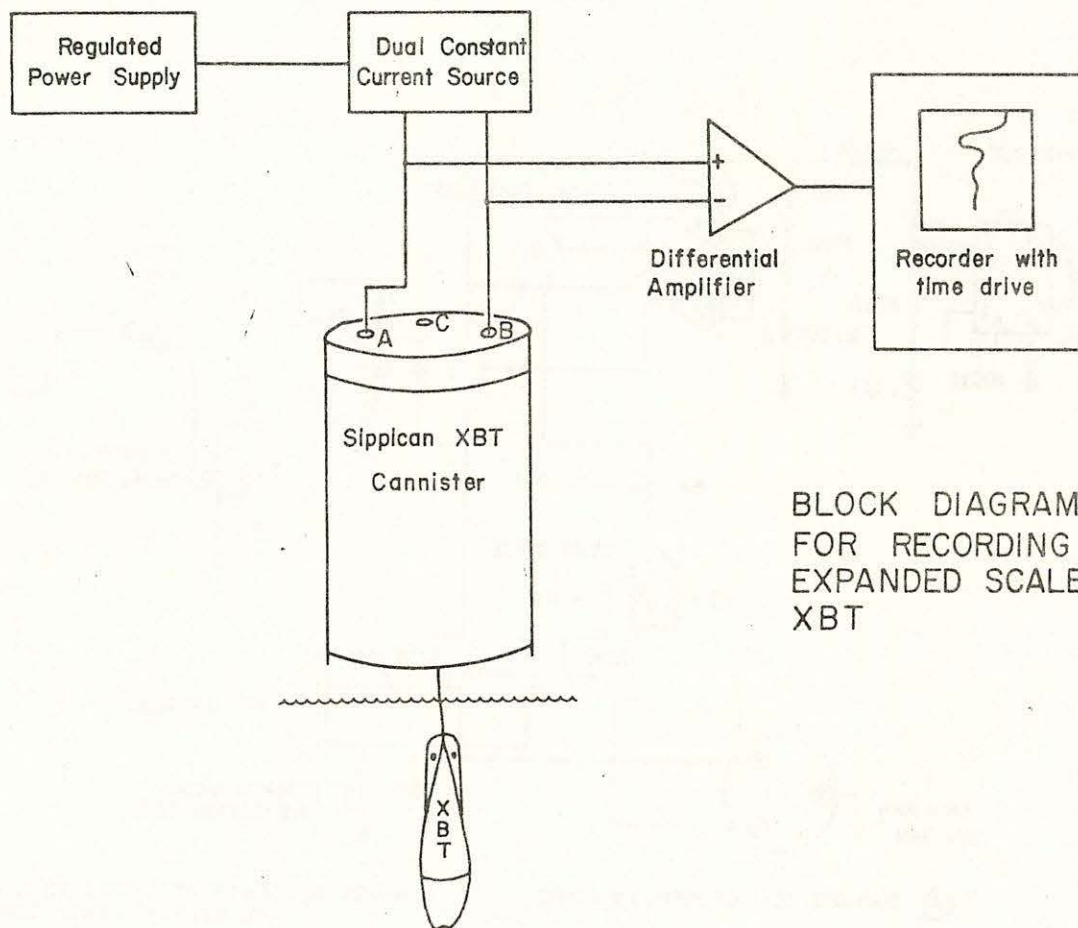 Regulated
Power Supply
Dual Constant
Current Source
+
-
Differential
Amplifier
Recorder with
time drive
A
C
B
Sippican XBT
Cannister
BLOCK DIAGRAM
FOR RECORDING
EXPANDED SCALE
XBT
X
B
T